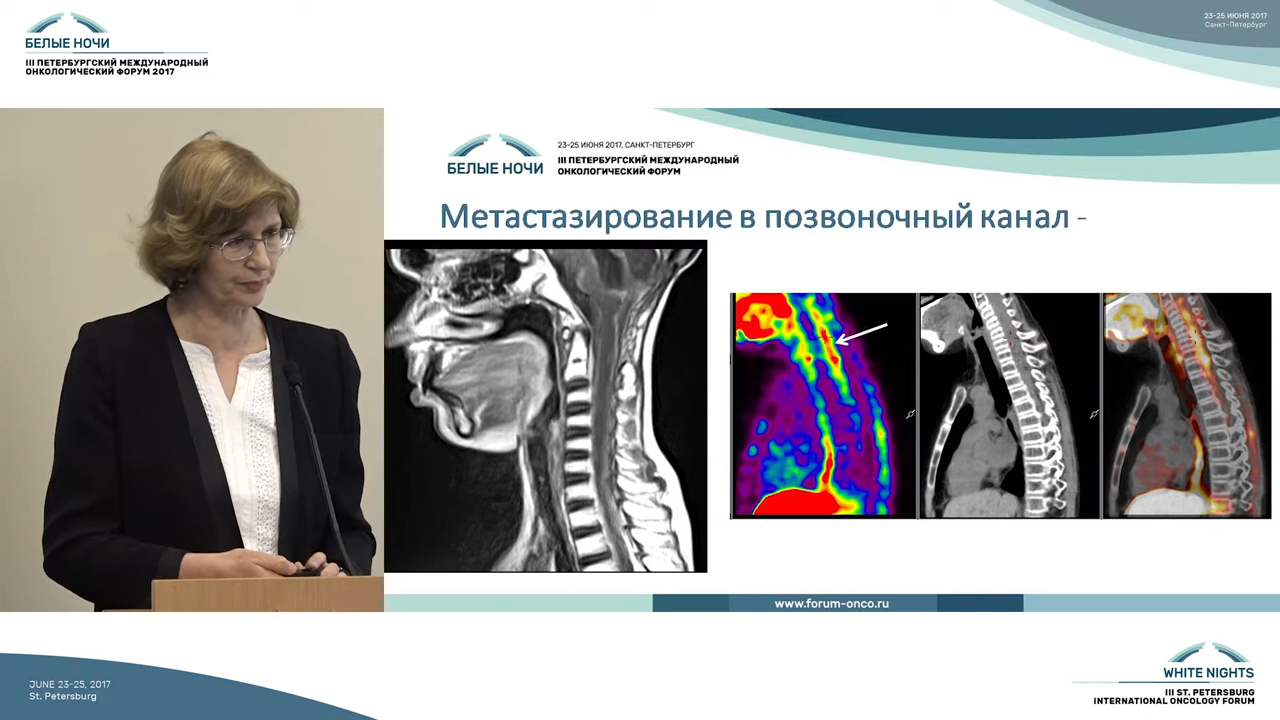 БЕЛЫЕ НОЧИ
III ПЕТЕРБУРГСКИЙ МЕЖДУНАРОДНЫЙ
ОНКОЛОГИЧЕСКИЙ ФОРУМ 2017
23-25 ИЮНЯ 2017
Санкт-Петербург
БЕЛЫЕ НОЧИ
23-25 ИЮНЯ 2017, САНКТ-ПЕТЕРБУРГ
III ПЕТЕРБУРГСКИЙ МЕЖДУНАРОДНЫЙ
ОНКОЛОГИЧЕСКИЙ ФОРУМ
Метастазирование в позвоночный канал -
www.forum-onco.ru
JUNE 23-25, 2017
St. Petersburg
WHITE NIGHTS
III ST. PETERSBURG
INTERNATIONAL ONCOLOGY FORUM